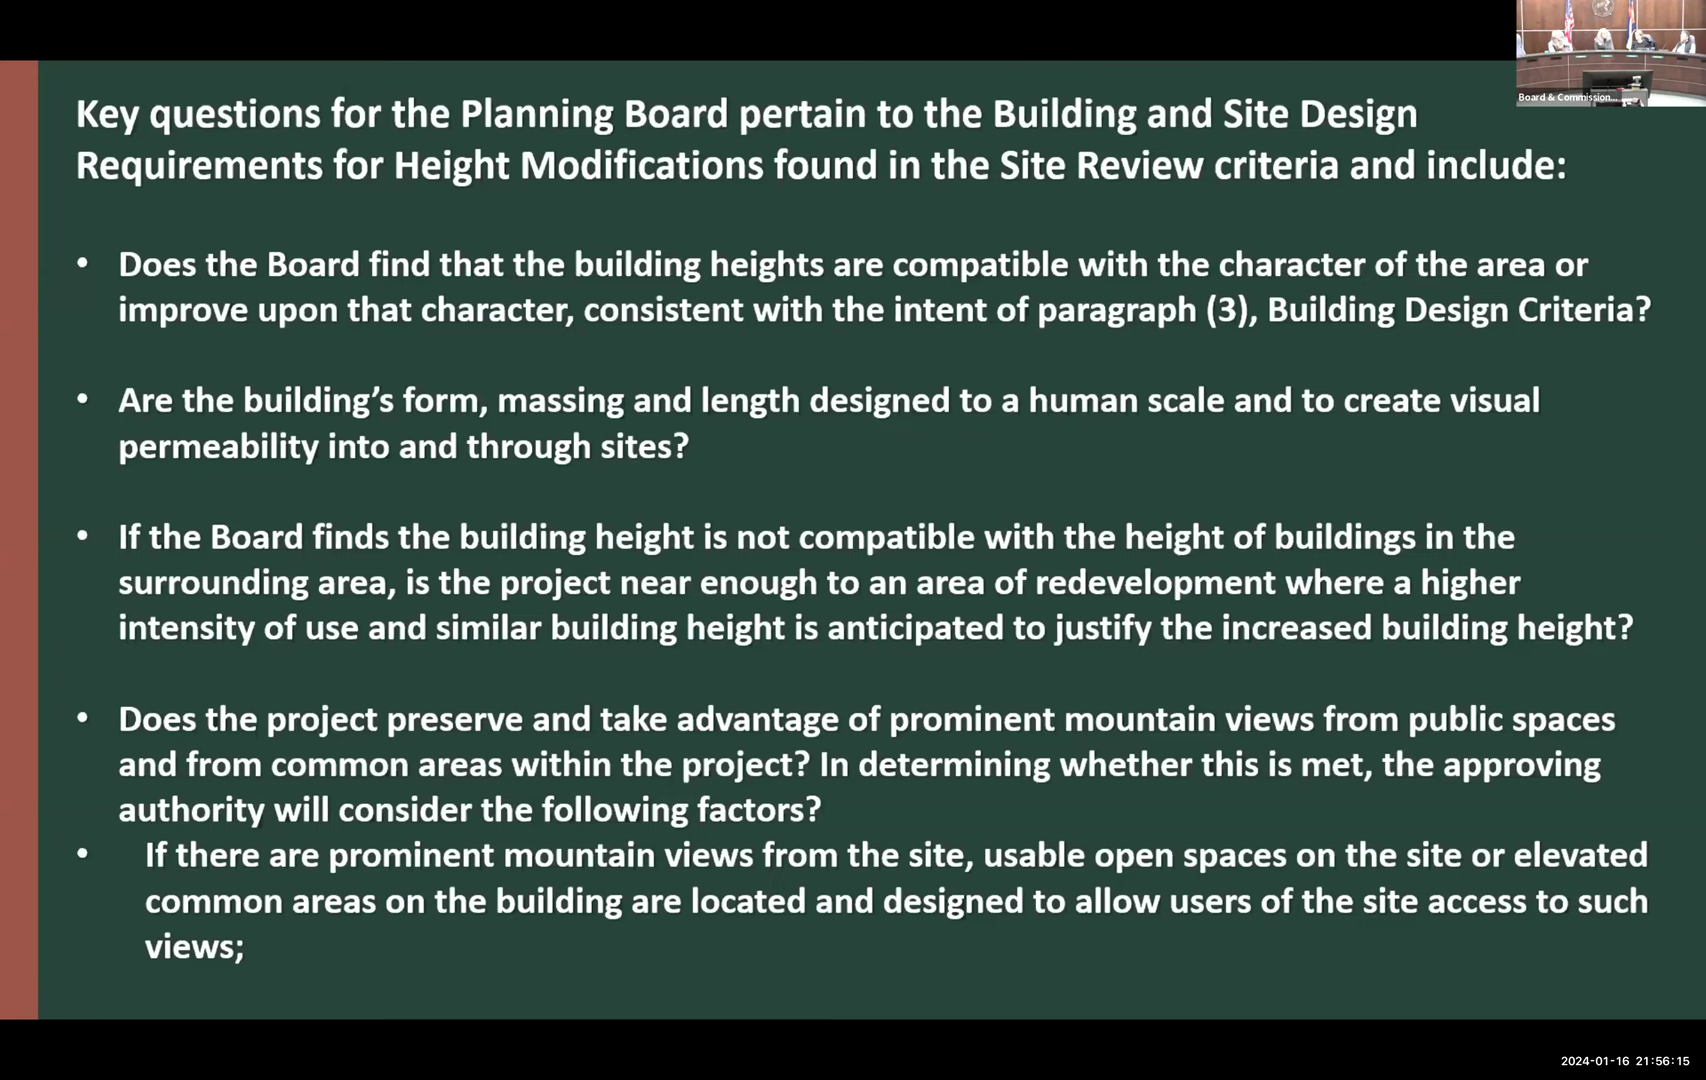 Key questions for the Planning Board pertain to the Building and Site Design
Requirements for Height Modifications found in the Site Review criteria and include:
• Does the Board find that the building heights are compatible with the character of the area or
improve upon that character, consistent with the intent of paragraph (3), Building Design Criteria?
• Are the building’s form, massing and length designed to a human scale and to create visual
permeability into and through sites?
• If the Board finds the building height is not compatible with the height of buildings in the
surrounding area, is the project near enough to an area of redevelopment where a higher
intensity of use and similar building height is anticipated to justify the increased building height?
• Does the project preserve and take advantage of prominent mountain views from public spaces
and from common areas within the project? In determining whether this is met, the approving
authority will consider the following factors?
• If there are prominent mountain views from the site, usable open spaces on the site or elevated
common areas on the building are located and designed to allow users of the site access to such
views;
Board & Commission...
2024-01-16 21:56:15